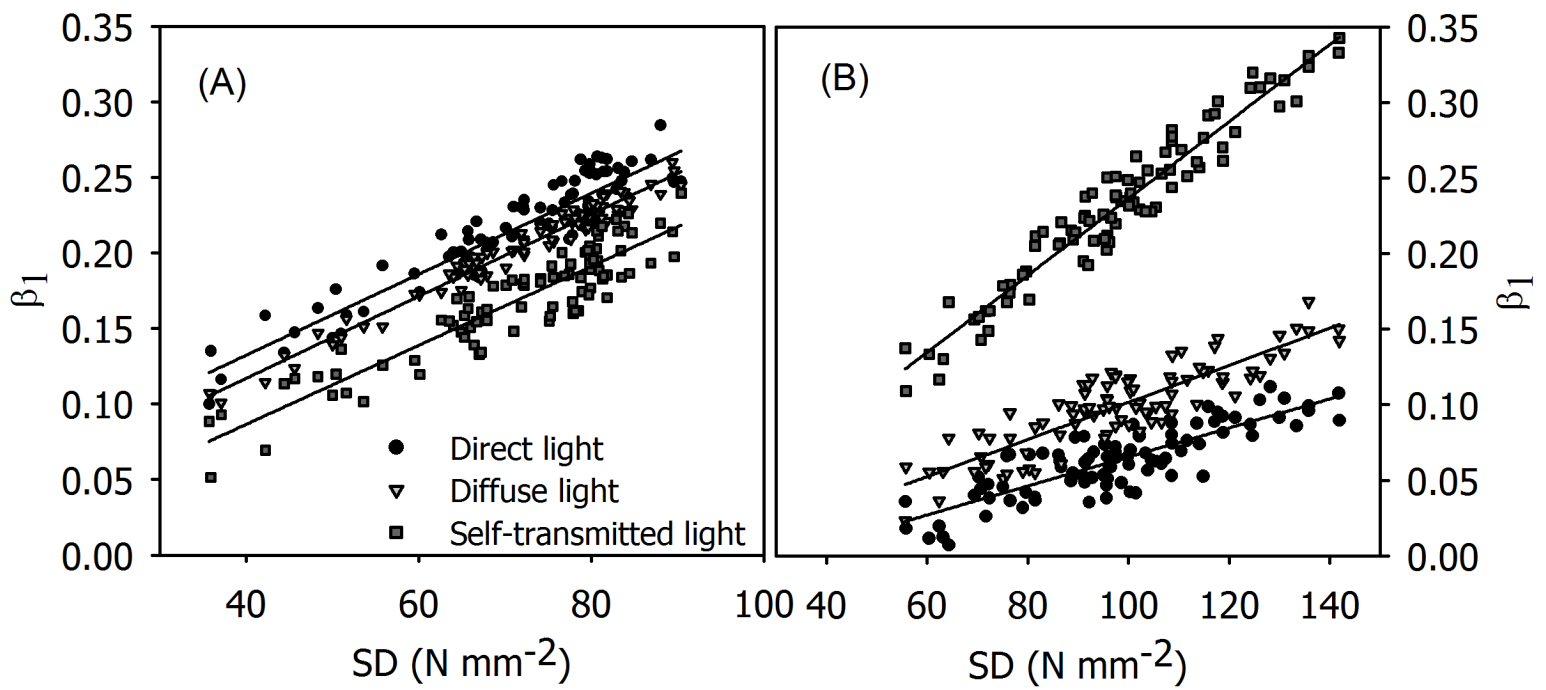 0.35
0.30
0.25
0.20
0.15
0.10
0.05
0.00
β1
(A)
Direct light
Diffuse light
Self-transmitted light
40 60 80 100
SD (N mm-2)
(B)
40 60 80 100 120 140
SD (N mm-2)
0.35
0.30
0.25
0.20
0.15
0.10
0.05
0.00
β1